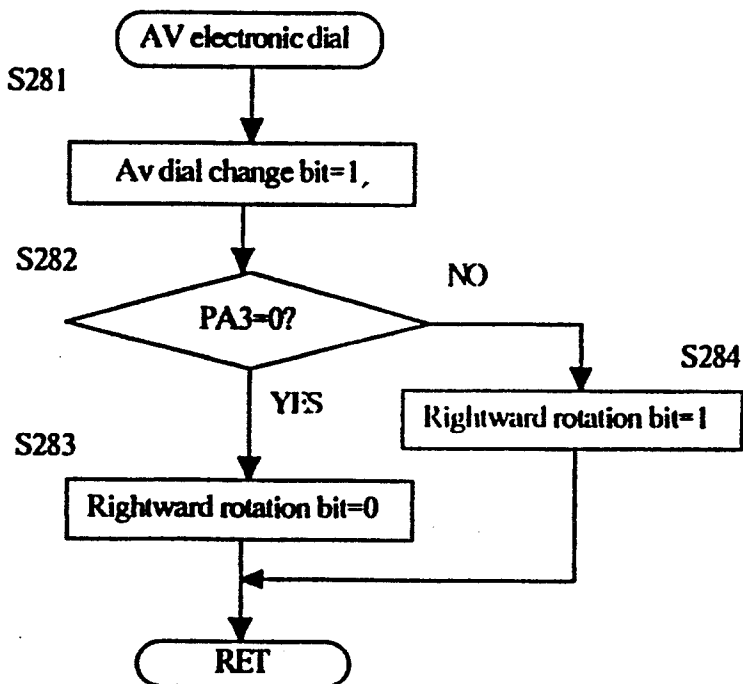 AV electronic dial
S281
Av dial change bit=1,
S282
NO
PA3=0?
S284
YES
Rightward rotation bit=1
S283
Rightward rotation bit=0
RET